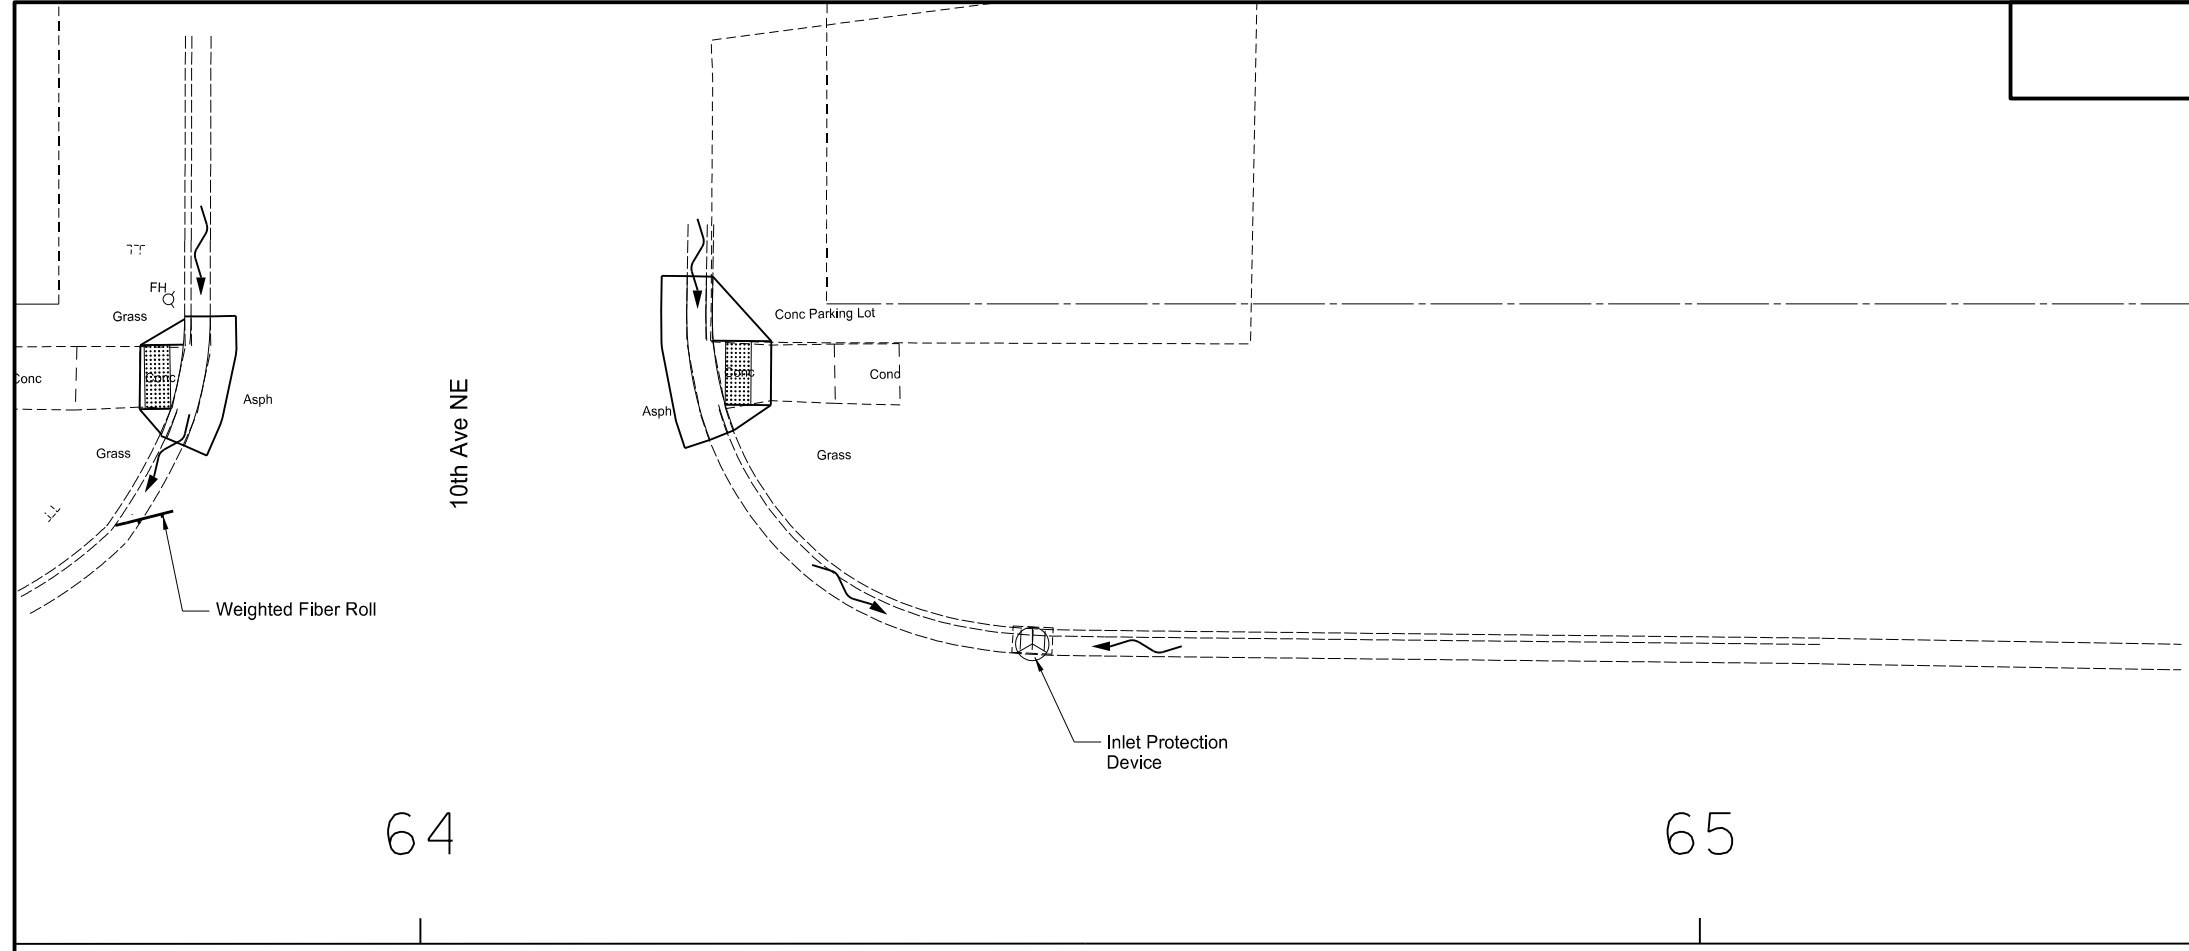 FH
Grass
Conc Parking Lot
Conc
Conc
Asph
Conc
Conc
Asph
10th Ave NE
Grass
Grass
Weighted Fiber Roll
Inlet Protection
Device
64
65